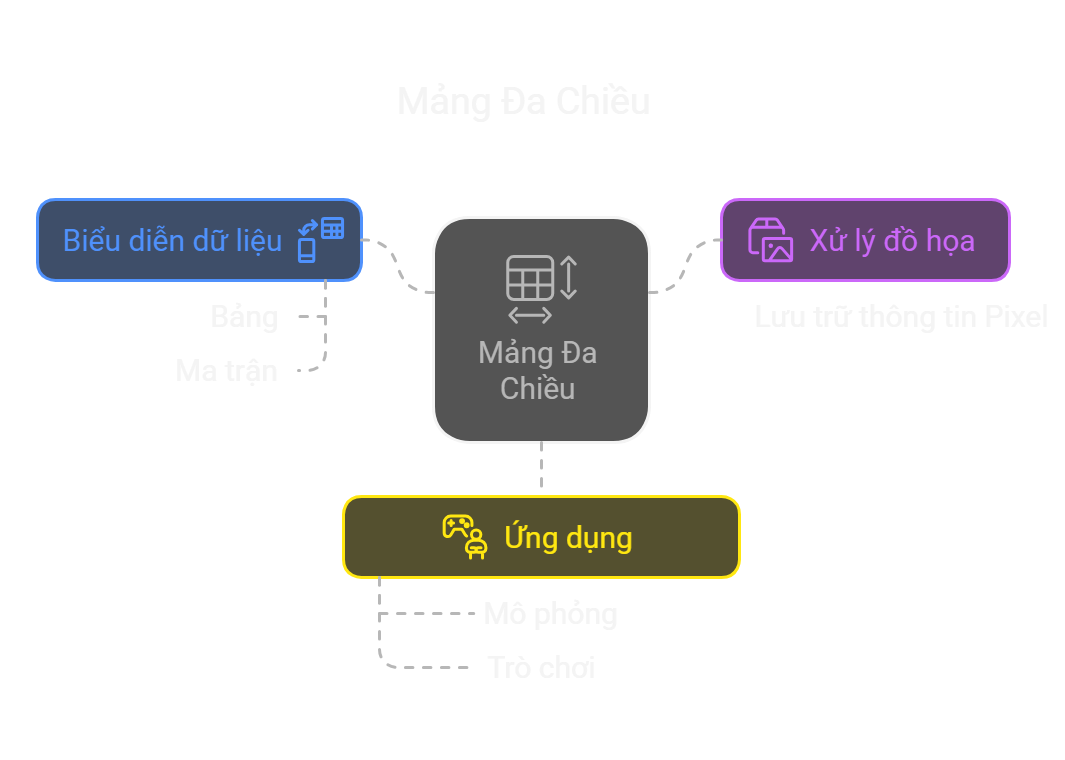 Mảng Đa Chiều
Biểu diễn dữ liệu
Bảng
Ma trận
Mảng Đa
Chiều
Xử lý đồ họa
Lưu trữ thông tin Pixel
Ứng dụng
Mô phỏng
Trò chơi